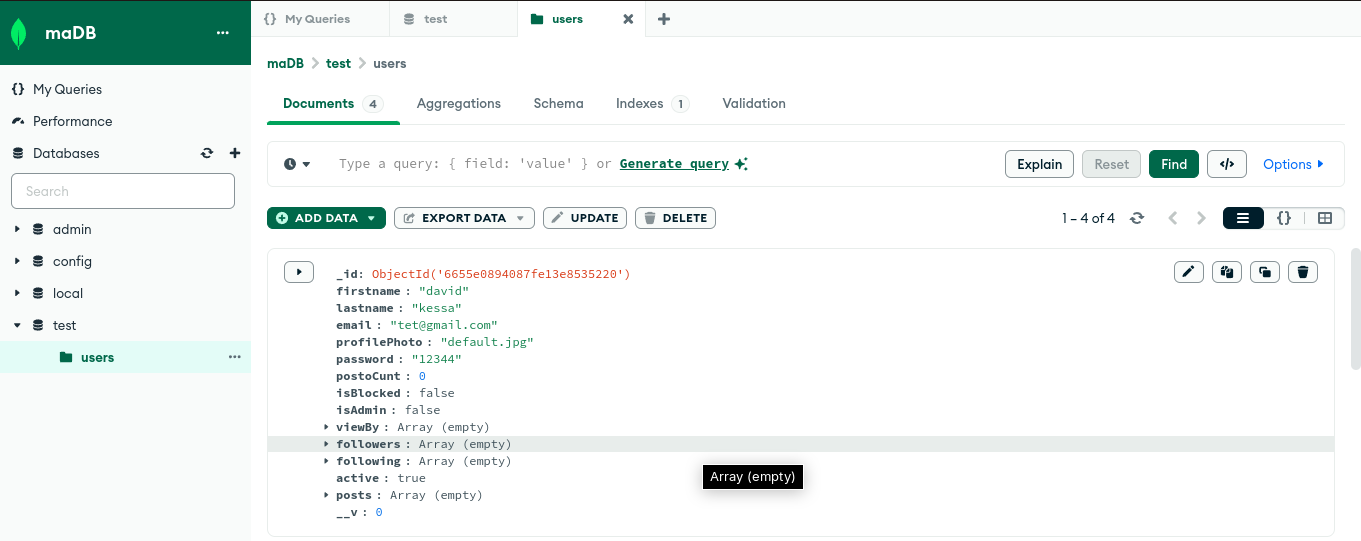 maDB
My Queries
test
users
maDB > test > users
My Queries
Performance
Databases
Search
admin
config
local
test
users
Documents 4 Aggregations Schema Indexes 1 Validation
Type a query: { field: 'value' } or Generate query
Explain Reset Find </> Options
ADD DATA EXPORT DATA UPDATE DELETE
1 – 4 of 4 {}
_id: ObjectId('6655e0894087fe13e8535220')
firstname : "david"
lastname : "kessa"
email : "tet@gmail.com"
profilePhoto : "default.jpg"
password : "12344"
postoCunt : 0
isBlocked : false
isAdmin : false
viewBy : Array (empty)
followers : Array (empty)
following : Array (empty)
Array (empty)
active : true
posts : Array (empty)
__v : 0